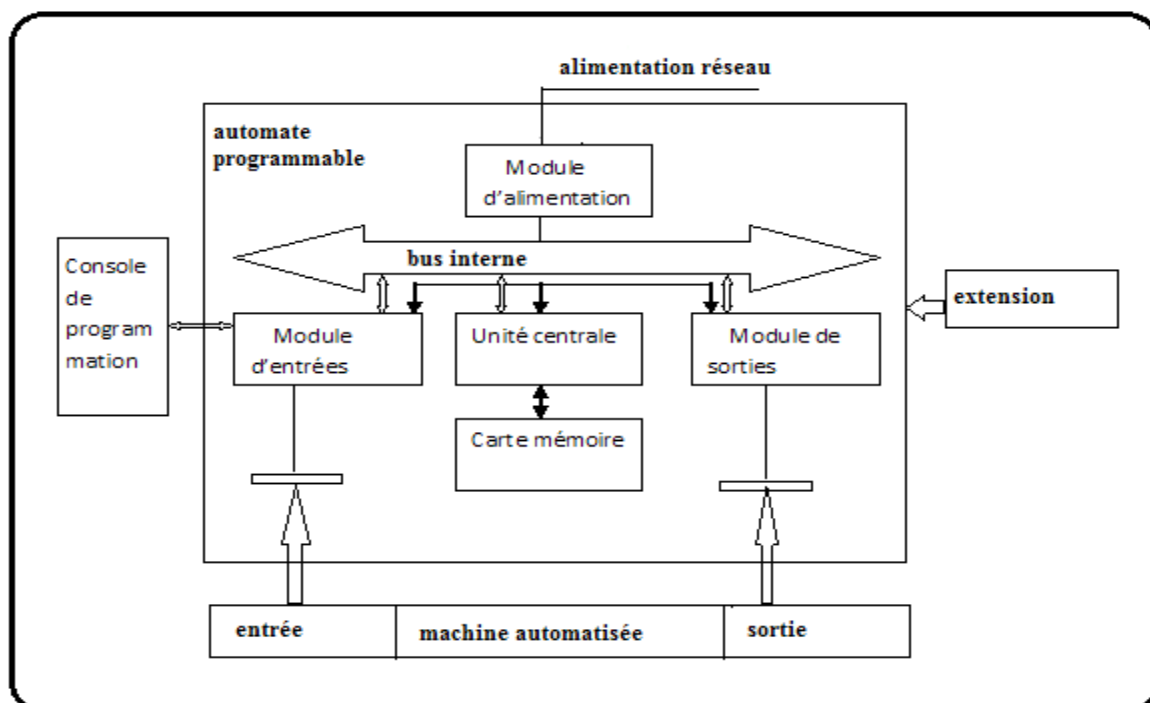 alimentation réseau
automate
programmable
Module
d'alimentation
bus interne
Console
de
program
mation
extension
Module
d'entrées
Unité centrale
Module de
sorties
Carte mémoire
entrée
machine automatisée
sortie